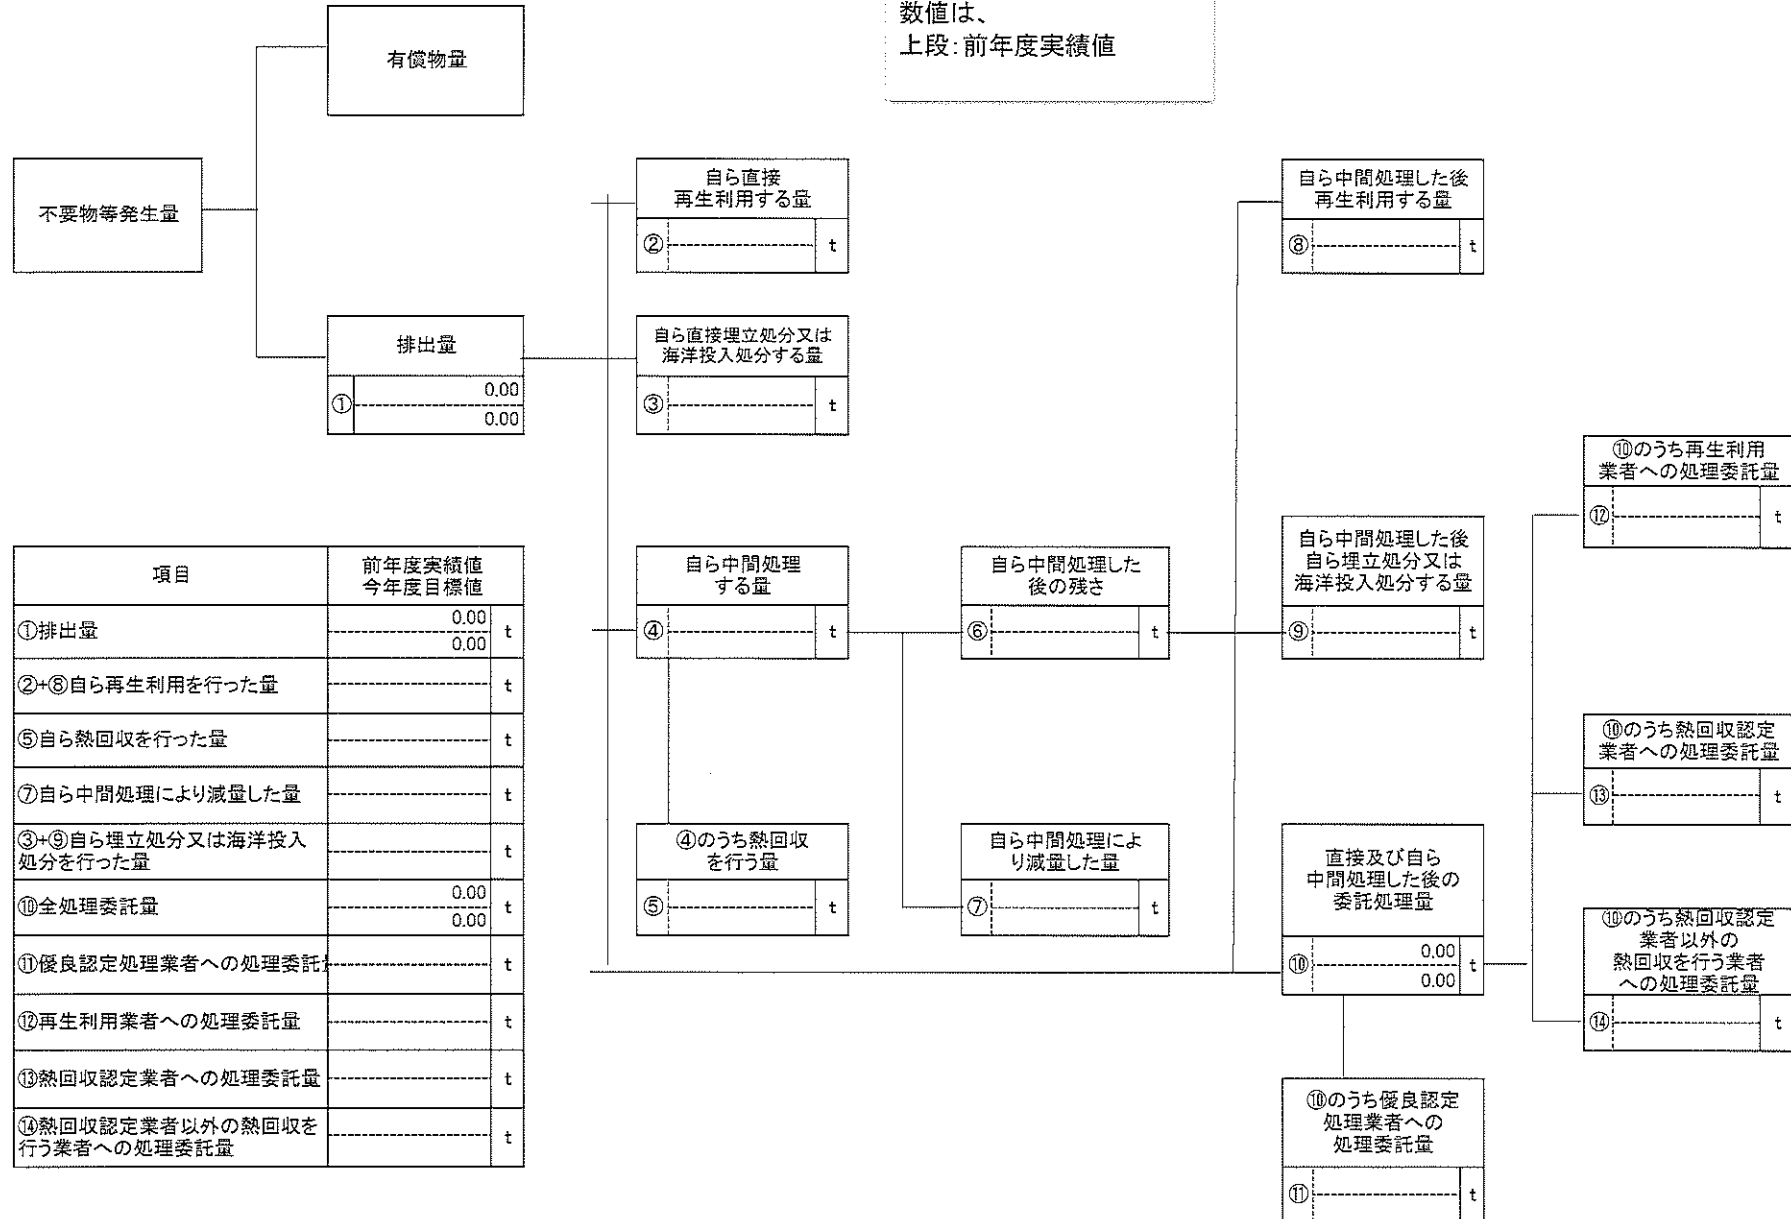 数値は、
上段:前年度実績値
有償物量
不要物等発生量
排出量
①
0.00
0.00
自ら直接
再生利用する量
②
t
自ら直接埋立処分又は
海洋投入処分する量
③
t
自ら中間処理した後
再生利用する量
⑧
t
⑩のうち再生利用
業者への処理委託量
⑫
t
自ら中間処理
する量
④
t
自ら中間処理した
後の残さ
⑥
t
自ら中間処理した後
自ら埋立処分又は
海洋投入処分する量
⑨
t
⑩のうち熱回収認定
業者への処理委託量
⑬
t
④のうち熱回収
を行う量
⑤
t
自ら中間処理によ
り減量した量
⑦
t
直接及び自ら
中間処理した後の
委託処理量
⑩
0.00
0.00
t
⑩のうち熱回収認定
業者以外の
熱回収を行う業者
への処理委託量
⑭
t
⑩のうち優良認定
処理業者への
処理委託量
⑪
t
項目
前年度実績値
今年度目標値
①排出量
0.00
0.00
t
②+⑧自ら再生利用を行った量
t
⑤自ら熱回収を行った量
t
⑦自ら中間処理により減量した量
t
③+⑨自ら埋立処分又は海洋投入
処分を行った量
t
⑩全処理委託量
0.00
0.00
t
⑪優良認定処理業者への処理委託
t
⑫再生利用業者への処理委託量
t
⑬熱回収認定業者への処理委託量
t
⑭熱回収認定業者以外の熱回収を
行う業者への処理委託量
t